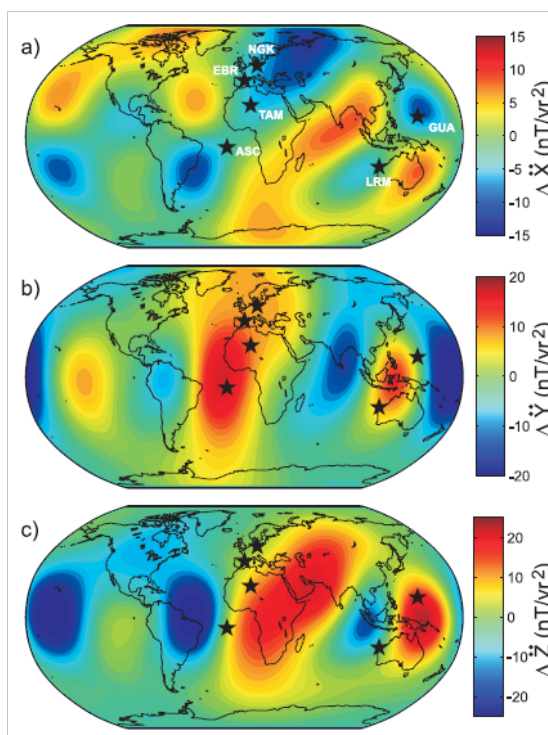 a)
NGK
EBR
TAM
GUA
ASC
LRM
15
10
5
0
-5
-10
-15
Δ Ẍ (nT/yr²)
b)
20
10
0
-10
-20
Δ Ÿ (nT/yr²)
c)
20
10
0
-10
-20
Δ Z̈ (nT/yr²)